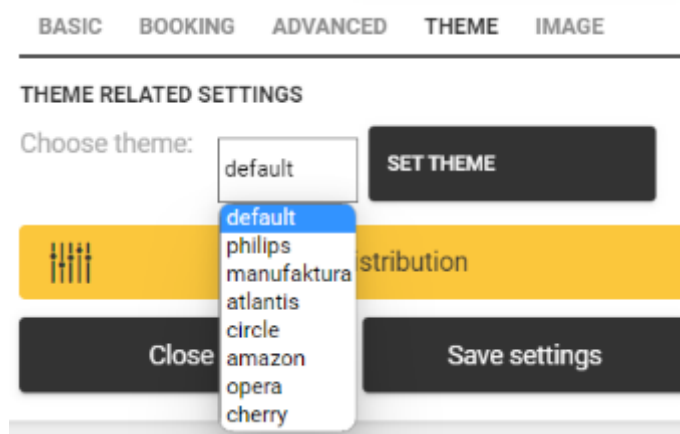 BASIC BOOKING ADVANCED THEME IMAGE
THEME RELATED SETTINGS
Choose theme: default SET THEME
default
philips
manufaktura stribution
atlantis
circle
Close amazon Save settings
opera
cherry